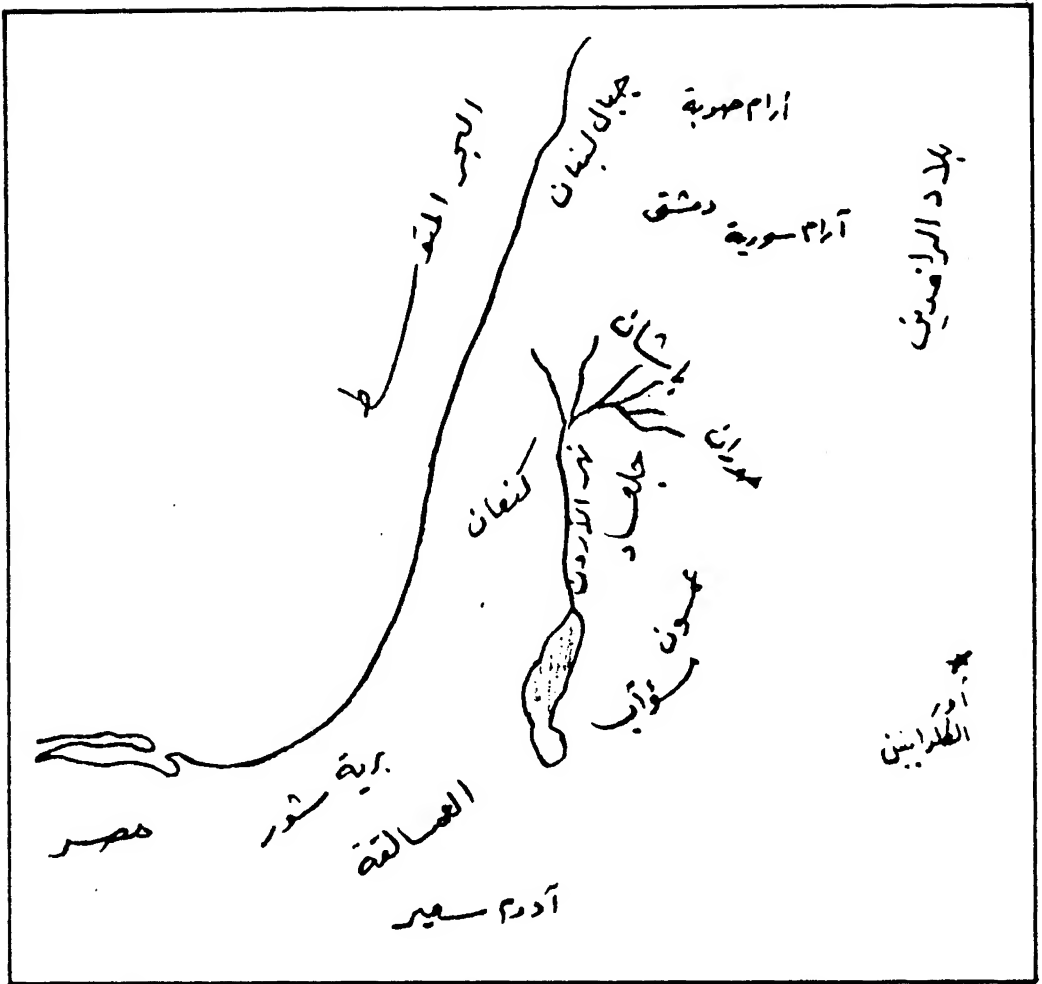 جبال لبنان
أرام صوبة
البحر المتوسط
بلاد الرافدين
دمشق
آرام سورية
باشان
حوران
كنعان
نهر الأردن
جلعاد
عمون
مؤآب
أور
الكلدانيين
برية شور
مصر
العمالقة
آدوم سعير